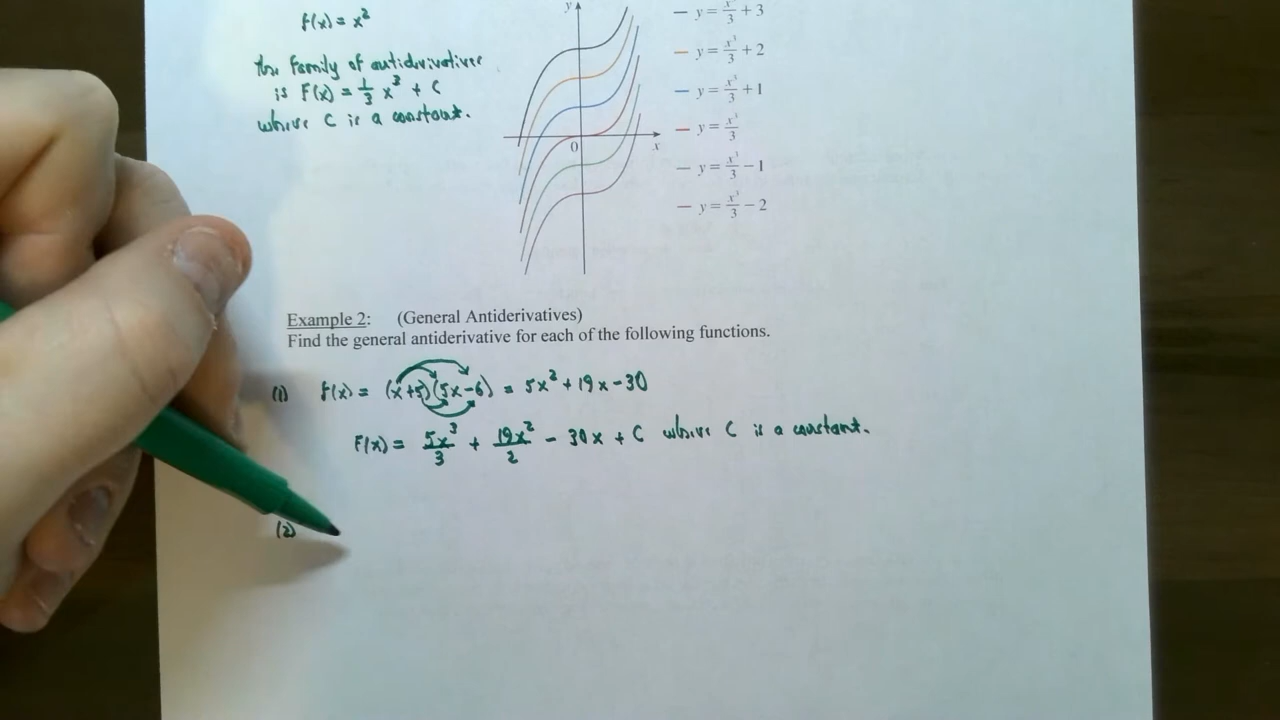 f(x) = x²
the family of antiderivatives
is F(x) = 1/3 x³ + C
where C is a constant.
y
0
x
y = x³/3 + 3
y = x³/3 + 2
y = x³/3 + 1
y = x³/3
y = x³/3 − 1
y = x³/3 − 2
Example 2: (General Antiderivatives)
Find the general antiderivative for each of the following functions.
(1) f(x) = (x+5)(5x−6) = 5x² + 19x − 30
F(x) = 5x³/3 + 19x²/2 − 30x + C where C is a constant.
(2)